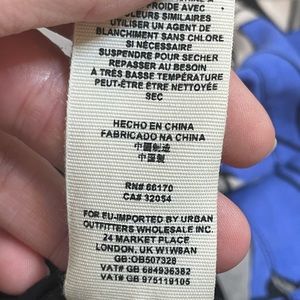 FROIDE AVEC
COULEURS SIMILAIRES
UTILISER UN AGENT DE
BLANCHIMENT SANS CHLORE
SI NÉCESSAIRE
SUSPENDRE POUR SECHER
REPASSER AU BESOIN
À TRÈS BASSE TEMPÉRATURE
PEUT-ÊTRE ÊTRE NETTOYÉE
SEC
HECHO EN CHINA
FABRICADO NA CHINA
中國製造
中国製
RN# 66170
CA# 32054
FOR EU-IMPORTED BY URBAN
OUTFITTERS WHOLESALE INC.
24 MARKET PLACE
LONDON, UK W1W8AN
GB:OB507328
VAT# GB 684936382
VAT# GB 975119105